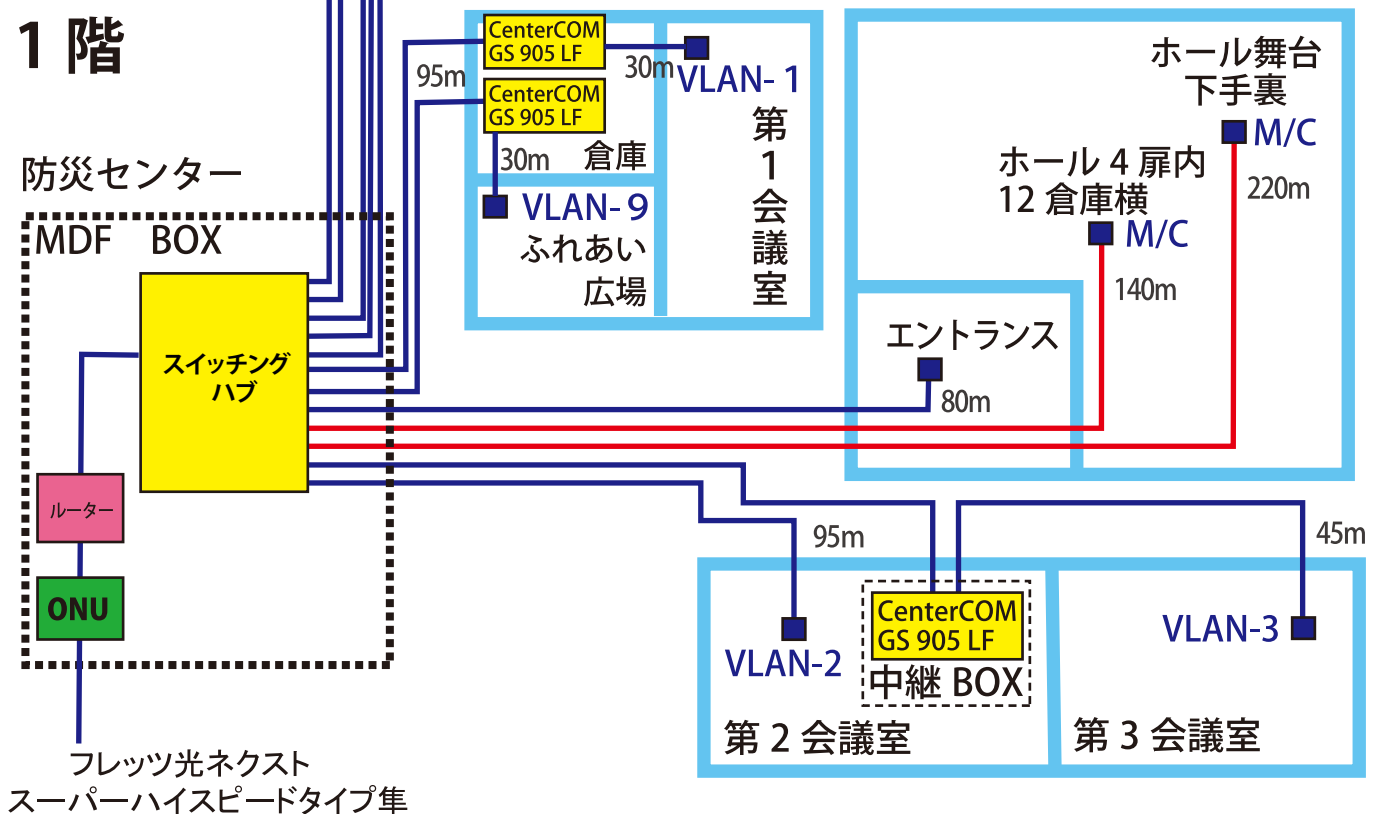 1 階
防災センター
MDF BOX
スイッチング
ハブ
ルーター
ONU
フレッツ光ネクスト
スーパーハイスピードタイプ隼
CenterCOM
GS 905 LF
95m
30m
VLAN-1
CenterCOM
GS 905 LF
30m
倉庫
VLAN-9
ふれあい
広場
第1会議室
ホール舞台
下手裏
M/C
220m
ホール 4 扉内
12 倉庫横
M/C
140m
エントランス
80m
95m
45m
CenterCOM
GS 905 LF
中継 BOX
VLAN-2
第 2 会議室
VLAN-3
第 3 会議室